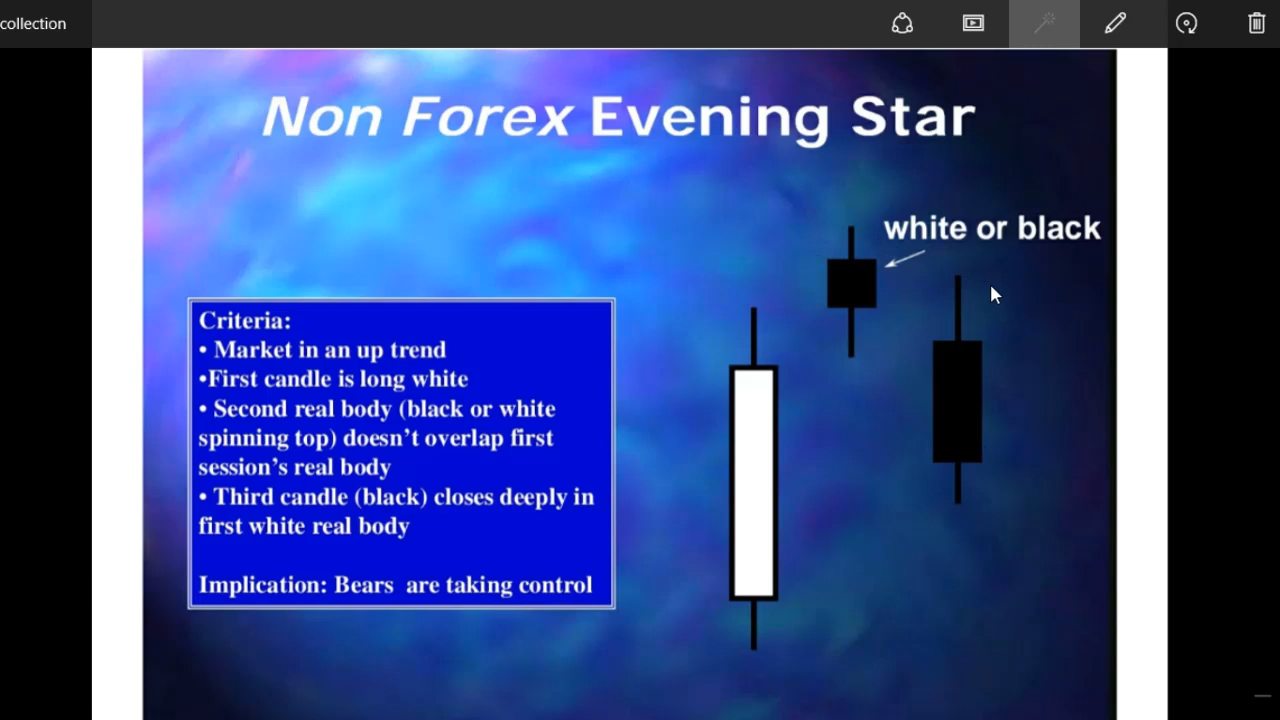 collection
Non Forex Evening Star
white or black
Criteria:
• Market in an up trend
•First candle is long white
• Second real body (black or white
spinning top) doesn’t overlap first
session’s real body
• Third candle (black) closes deeply in
first white real body
Implication: Bears  are taking control